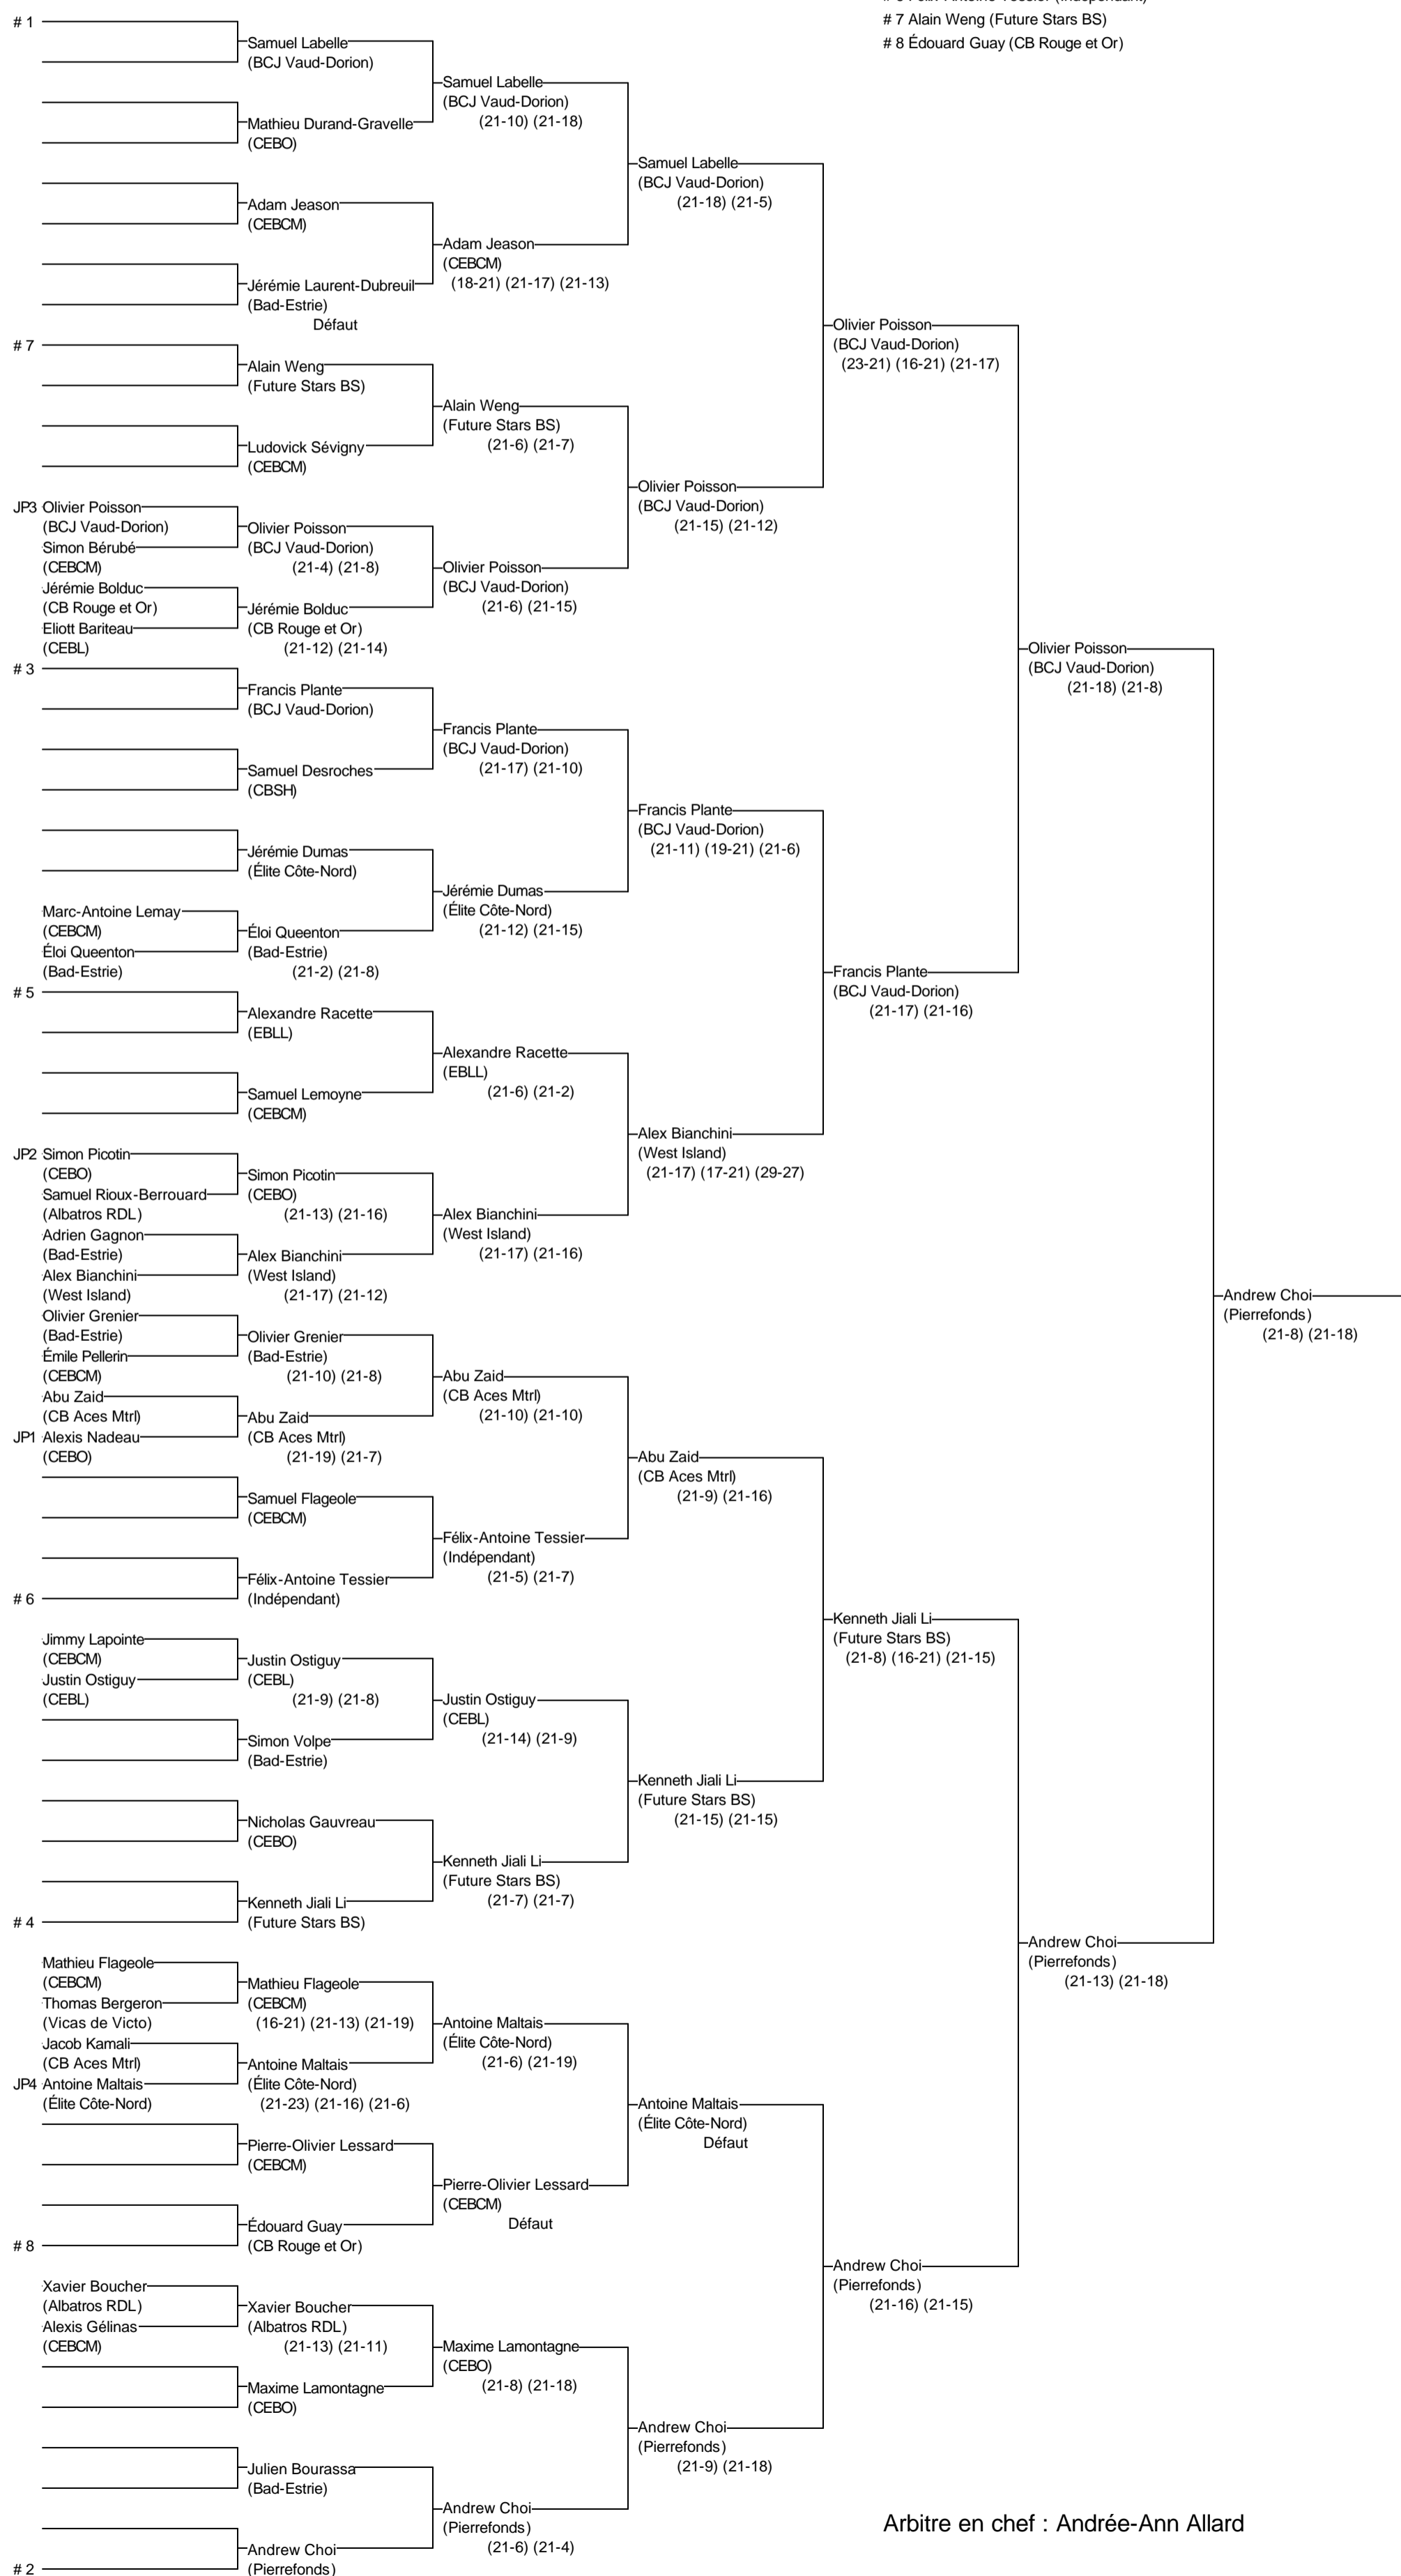 # 7 Alain Weng (Future Stars BS)
# 8 Édouard Guay (CB Rouge et Or)
# 1
Samuel Labelle
(BCJ Vaud-Dorion)
Mathieu Durand-Gravelle
(CEBO)
Adam Jeason
(CEBCM)
Jérémie Laurent-Dubreuil
(Bad-Estrie)
Défaut
# 7
Alain Weng
(Future Stars BS)
Ludovick Sévigny
(CEBCM)
JP3 Olivier Poisson
(BCJ Vaud-Dorion)
Simon Bérubé
(CEBCM)
Olivier Poisson
(BCJ Vaud-Dorion)
(21-4) (21-8)
Jérémie Bolduc
(CB Rouge et Or)
Eliott Bariteau
(CEBL)
Jérémie Bolduc
(CB Rouge et Or)
(21-12) (21-14)
# 3
Francis Plante
(BCJ Vaud-Dorion)
Samuel Desroches
(CBSH)
Jérémie Dumas
(Élite Côte-Nord)
Marc-Antoine Lemay
(CEBCM)
Éloi Queenton
(Bad-Estrie)
Éloi Queenton
(Bad-Estrie)
(21-2) (21-8)
# 5
Alexandre Racette
(EBLL)
Samuel Lemoyne
(CEBCM)
JP2 Simon Picotin
(CEBO)
Samuel Rioux-Berrouard
(Albatros RDL)
Simon Picotin
(CEBO)
(21-13) (21-16)
Adrien Gagnon
(Bad-Estrie)
Alex Bianchini
(West Island)
Alex Bianchini
(West Island)
(21-17) (21-12)
Olivier Grenier
(Bad-Estrie)
Émile Pellerin
(CEBCM)
Olivier Grenier
(Bad-Estrie)
(21-10) (21-8)
Abu Zaid
(CB Aces Mtrl)
JP1 Alexis Nadeau
(CEBO)
Abu Zaid
(CB Aces Mtrl)
(21-19) (21-7)
Samuel Flageole
(CEBCM)
Félix-Antoine Tessier
(Indépendant)
# 6
Jimmy Lapointe
(CEBCM)
Justin Ostiguy
(CEBL)
Justin Ostiguy
(CEBL)
(21-9) (21-8)
Simon Volpe
(Bad-Estrie)
Nicholas Gauvreau
(CEBO)
Kenneth Jiali Li
(Future Stars BS)
# 4
Mathieu Flageole
(CEBCM)
Thomas Bergeron
(Vicas de Victo)
Mathieu Flageole
(CEBCM)
(16-21) (21-13) (21-19)
Jacob Kamali
(CB Aces Mtrl)
JP4 Antoine Maltais
(Élite Côte-Nord)
Antoine Maltais
(Élite Côte-Nord)
(21-23) (21-16) (21-6)
Pierre-Olivier Lessard
(CEBCM)
Édouard Guay
(CB Rouge et Or)
# 8
Xavier Boucher
(Albatros RDL)
Alexis Gélinas
(CEBCM)
Xavier Boucher
(Albatros RDL)
(21-13) (21-11)
Maxime Lamontagne
(CEBO)
Julien Bourassa
(Bad-Estrie)
Andrew Choi
(Pierrefonds)
# 2
Samuel Labelle
(BCJ Vaud-Dorion)
(21-10) (21-18)
Adam Jeason
(CEBCM)
(18-21) (21-17) (21-13)
Alain Weng
(Future Stars BS)
(21-6) (21-7)
Olivier Poisson
(BCJ Vaud-Dorion)
(21-6) (21-15)
Francis Plante
(BCJ Vaud-Dorion)
(21-17) (21-10)
Jérémie Dumas
(Élite Côte-Nord)
(21-12) (21-15)
Alexandre Racette
(EBLL)
(21-6) (21-2)
Alex Bianchini
(West Island)
(21-17) (21-16)
Abu Zaid
(CB Aces Mtrl)
(21-10) (21-10)
Félix-Antoine Tessier
(Indépendant)
(21-5) (21-7)
Justin Ostiguy
(CEBL)
(21-14) (21-9)
Kenneth Jiali Li
(Future Stars BS)
(21-7) (21-7)
Antoine Maltais
(Élite Côte-Nord)
(21-6) (21-19)
Pierre-Olivier Lessard
(CEBCM)
Défaut
Maxime Lamontagne
(CEBO)
(21-8) (21-18)
Andrew Choi
(Pierrefonds)
(21-6) (21-4)
Samuel Labelle
(BCJ Vaud-Dorion)
(21-18) (21-5)
Olivier Poisson
(BCJ Vaud-Dorion)
(21-15) (21-12)
Francis Plante
(BCJ Vaud-Dorion)
(21-11) (19-21) (21-6)
Alex Bianchini
(West Island)
(21-17) (17-21) (29-27)
Abu Zaid
(CB Aces Mtrl)
(21-9) (21-16)
Kenneth Jiali Li
(Future Stars BS)
(21-15) (21-15)
Antoine Maltais
(Élite Côte-Nord)
Défaut
Andrew Choi
(Pierrefonds)
(21-9) (21-18)
Olivier Poisson
(BCJ Vaud-Dorion)
(23-21) (16-21) (21-17)
Francis Plante
(BCJ Vaud-Dorion)
(21-17) (21-16)
Kenneth Jiali Li
(Future Stars BS)
(21-8) (16-21) (21-15)
Andrew Choi
(Pierrefonds)
(21-16) (21-15)
Olivier Poisson
(BCJ Vaud-Dorion)
(21-18) (21-8)
Andrew Choi
(Pierrefonds)
(21-13) (21-18)
Andrew Choi
(Pierrefonds)
(21-8) (21-18)
Arbitre en chef : Andrée-Ann Allard